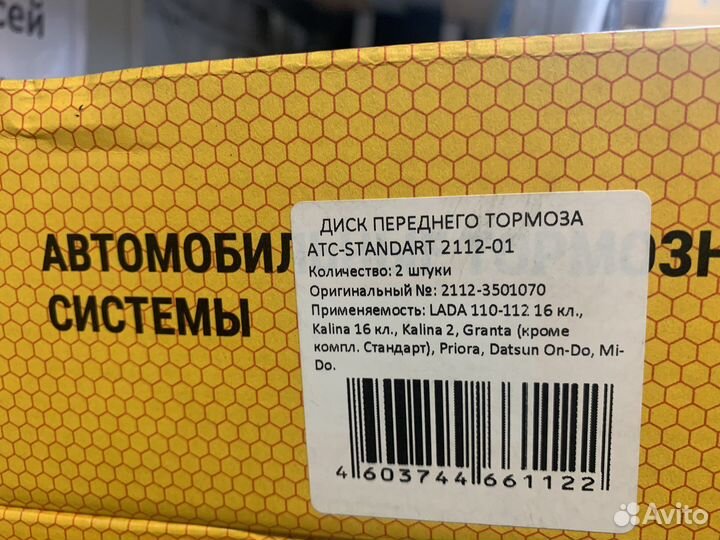 сей
АВТОМОБИЛ
СИСТЕМЫ
ДИСК ПЕРЕДНЕГО ТОРМОЗА
ATC-STANDART 2112-01
Количество: 2 штуки
Оригинальный №: 2112-3501070
Применяемость: LADA 110-112 16 кл.,
Kalina 16 кл., Kalina 2, Granta (кроме
компл. Стандарт), Priora, Datsun On-Do, Mi-
Do.
4 603744 661122
Avito